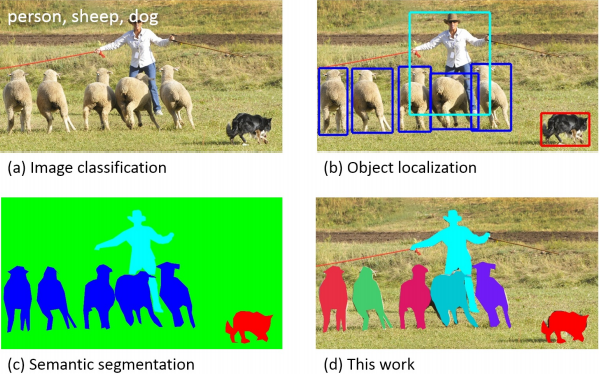 person, sheep, dog
(a) Image classification
(b) Object localization
(c) Semantic segmentation
(d) This work